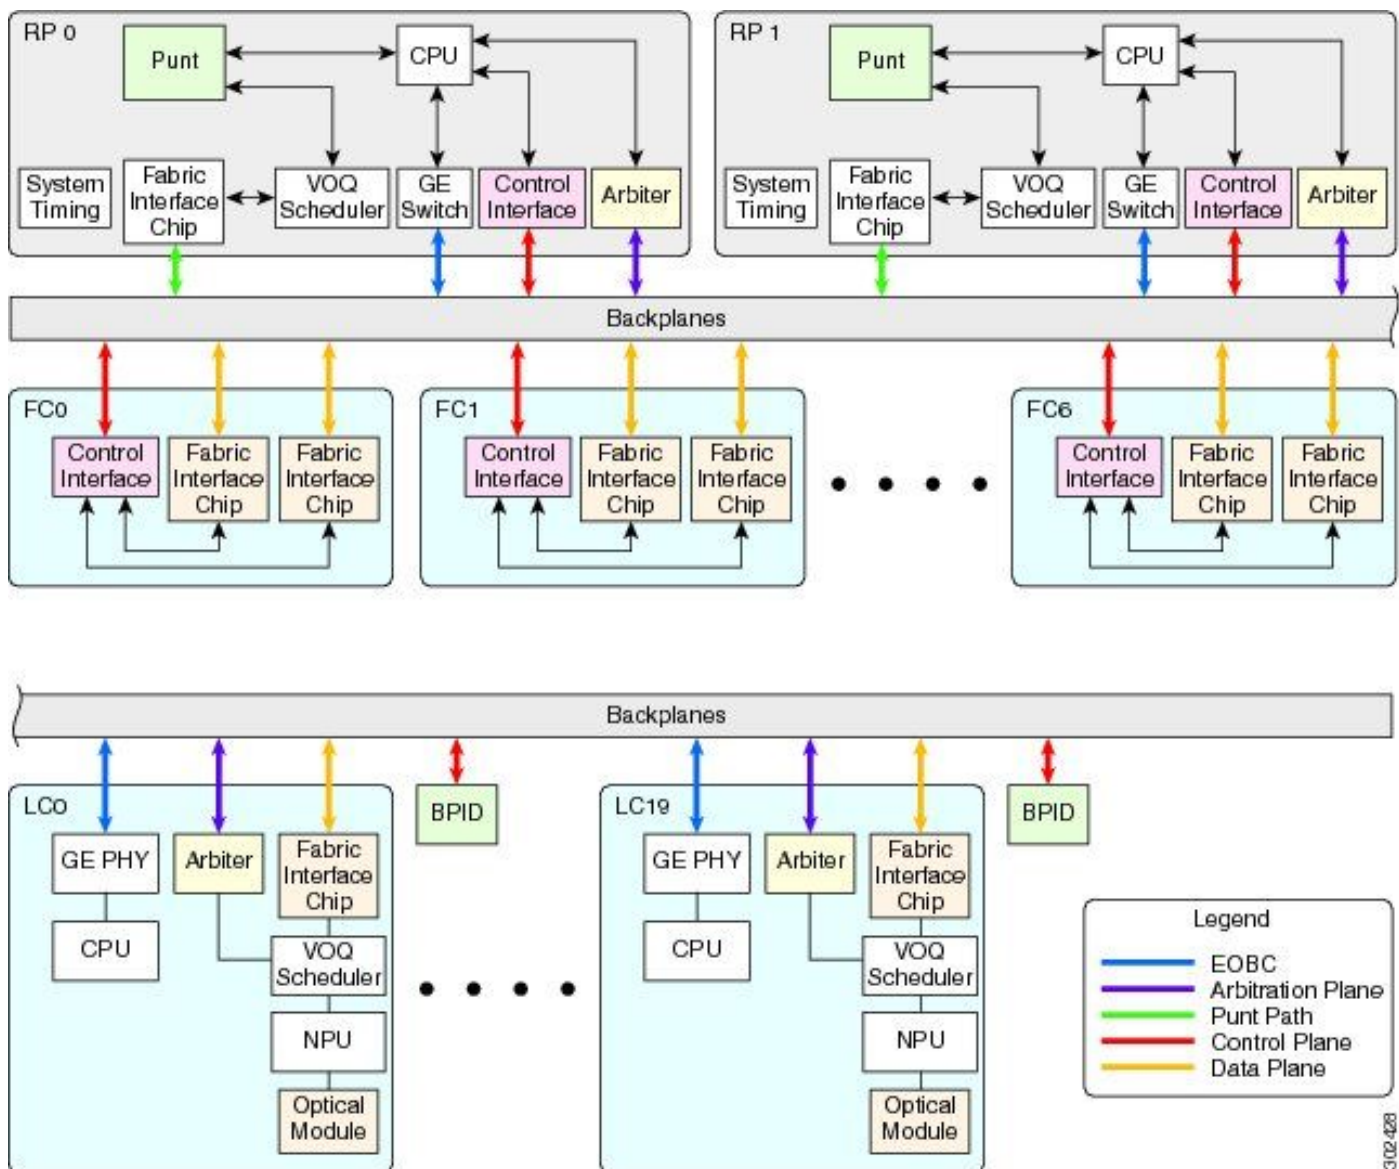 RP 0
Punt
CPU
System
Timing
Fabric
Interface
Chip
VOQ
Scheduler
GE
Switch
Control
Interface
Arbiter
RP 1
Punt
CPU
System
Timing
Fabric
Interface
Chip
VOQ
Scheduler
GE
Switch
Control
Interface
Arbiter
Backplanes
FC0
Control
Interface
Fabric
Interface
Chip
Fabric
Interface
Chip
FC1
Control
Interface
Fabric
Interface
Chip
Fabric
Interface
Chip
FC6
Control
Interface
Fabric
Interface
Chip
Fabric
Interface
Chip
Backplanes
LC0
GE PHY
CPU
Arbiter
Fabric
Interface
Chip
VOQ
Scheduler
NPU
Optical
Module
BPID
LC19
GE PHY
CPU
Arbiter
Fabric
Interface
Chip
VOQ
Scheduler
NPU
Optical
Module
BPID
Legend
EOBC
Arbitration Plane
Punt Path
Control Plane
Data Plane
302428